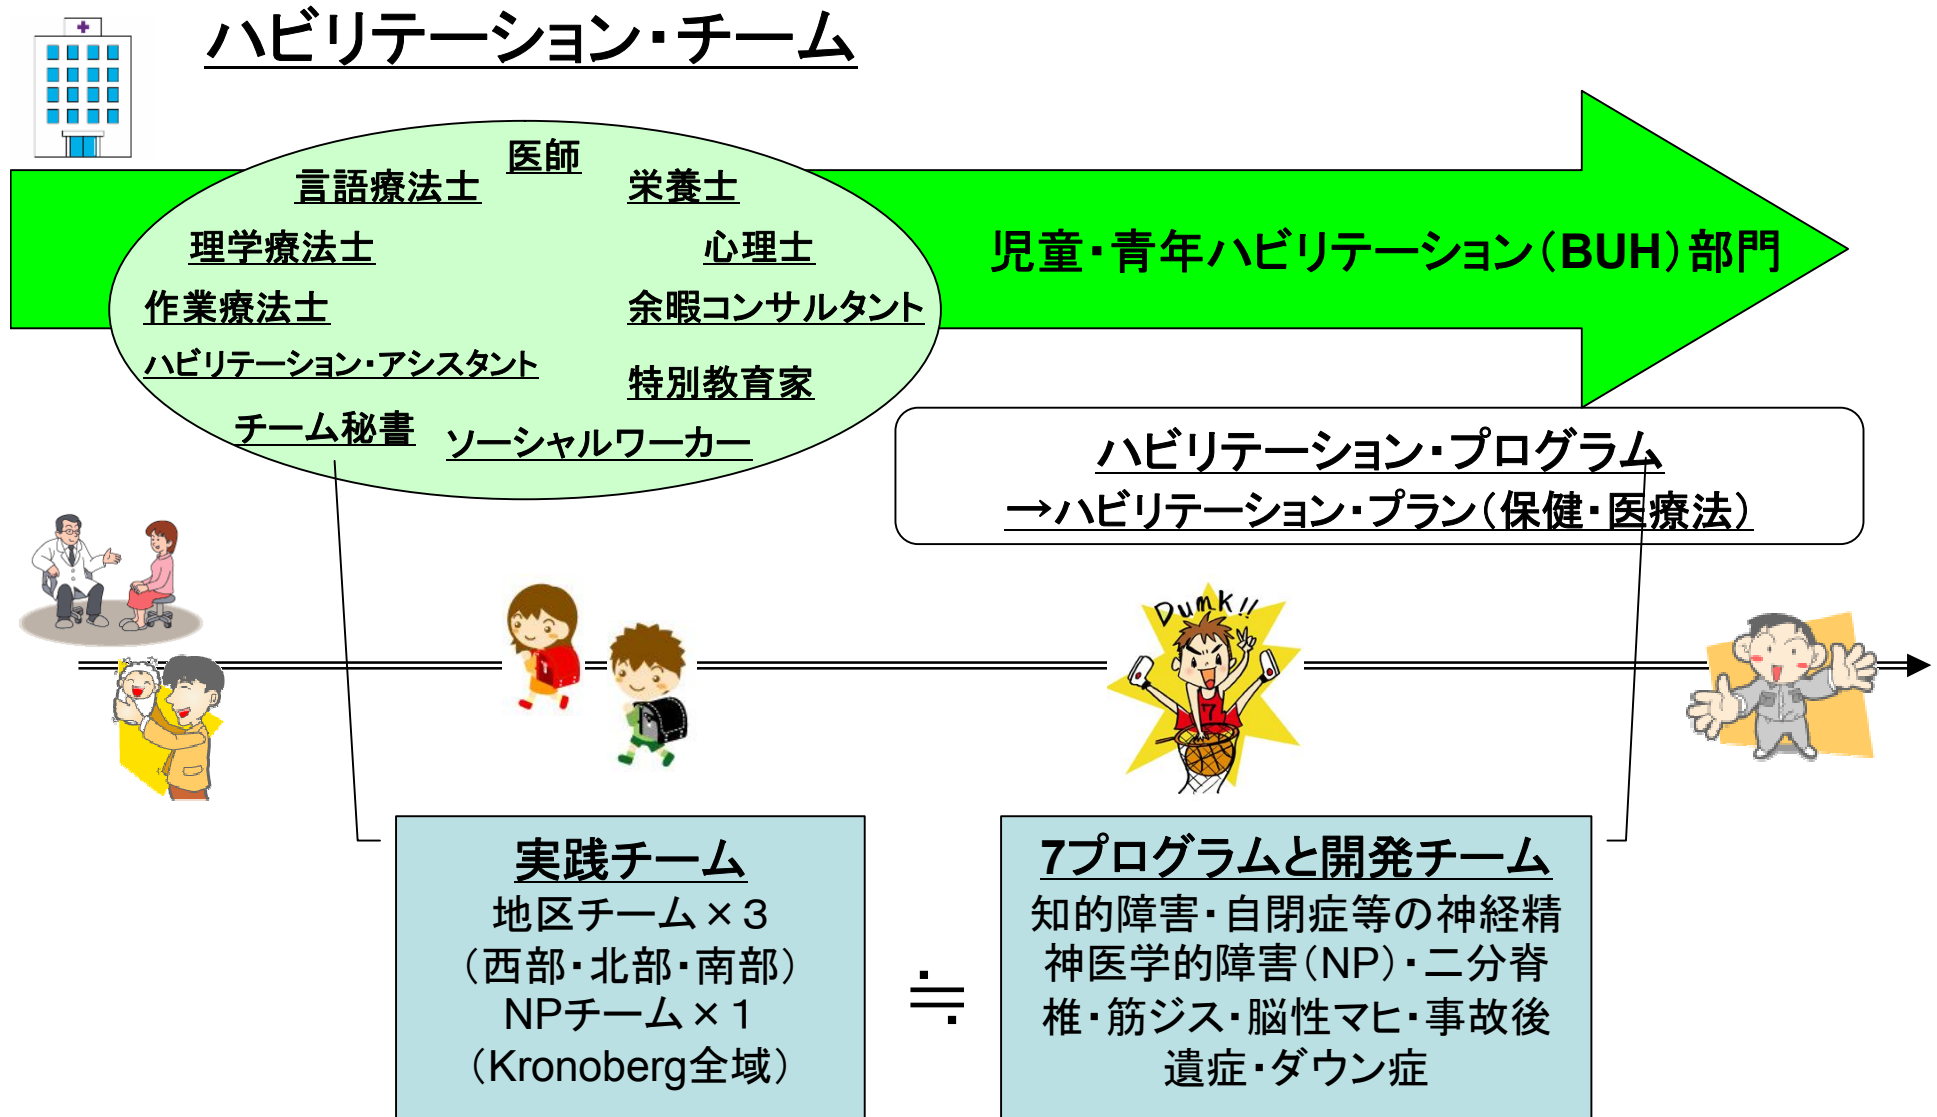 ハビリテーション・チーム
医師
言語療法士
栄養士
理学療法士
心理士
作業療法士
余暇コンサルタント
ハビリテーション・アシスタント
特別教育家
チーム秘書
ソーシャルワーカー
児童・青年ハビリテーション（BUH）部門
ハビリテーション・プログラム
→ハビリテーション・プラン（保健・医療法）
Dunk!!
7
実践チーム
地区チーム×３
（西部・北部・南部）
NPチーム×１
（Kronoberg全域）
≒
7プログラムと開発チーム
知的障害・自閉症等の神経精
神医学的障害（NP）・二分脊
椎・筋ジス・脳性マヒ・事故後
遺症・ダウン症